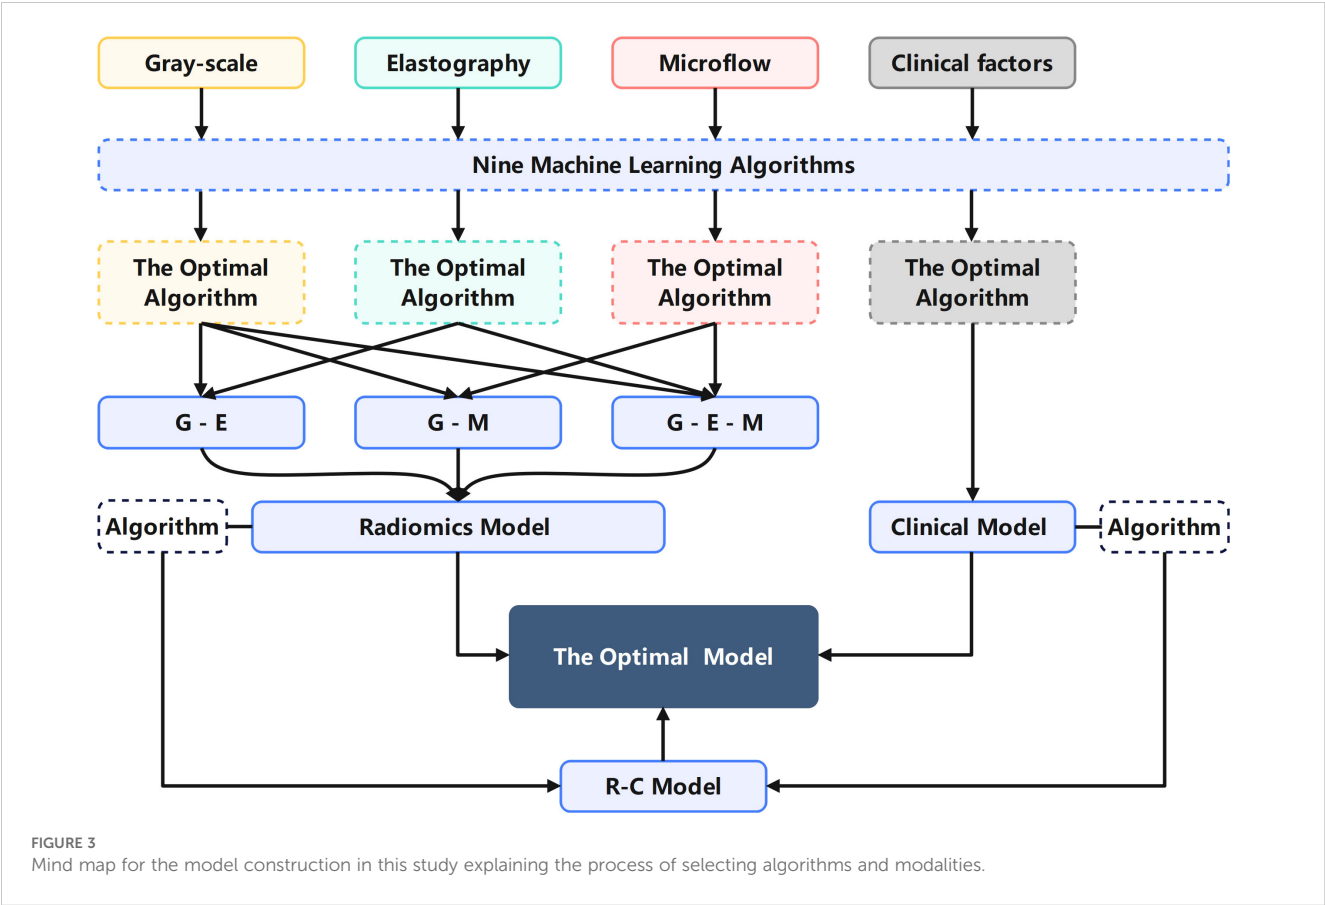 Gray-scale
Elastography
Microflow
Clinical factors
Nine Machine Learning Algorithms
The Optimal
Algorithm
The Optimal
Algorithm
The Optimal
Algorithm
The Optimal
Algorithm
G - E
G - M
G - E - M
Algorithm
Radiomics Model
Clinical Model
Algorithm
The Optimal  Model
R-C Model
FIGURE 3
Mind map for the model construction in this study explaining the process of selecting algorithms and modalities.